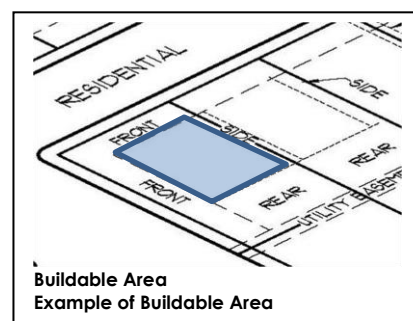 RESIDENTIAL
SIDE
FRONT
SIDE
REAR
FRONT
REAR
UTILITY EASEMENT
Buildable Area
Example of Buildable Area